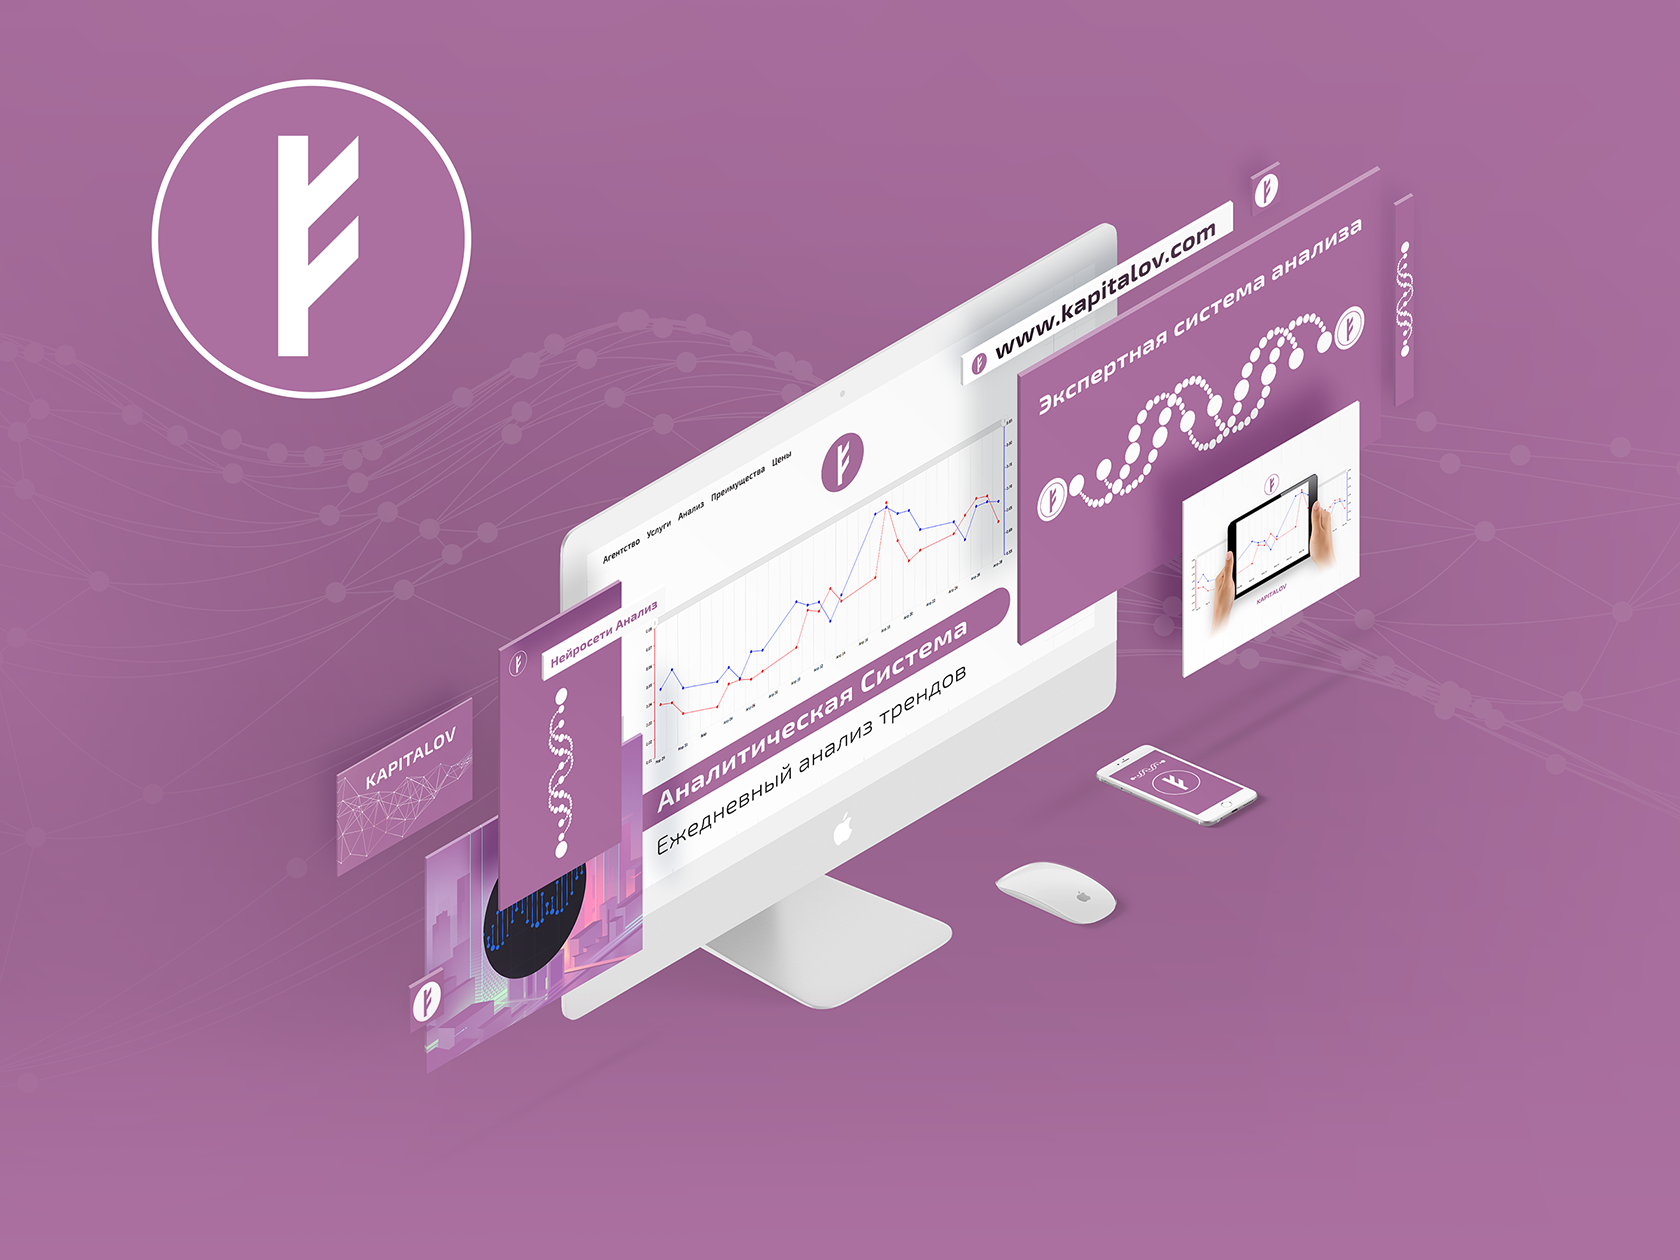 www.kapitalov.com
Экспертная система анализа
Агентство Услуги Анализ Преимущества Цены
Нейросети Анализ
KAPITALOV
Аналитическая Система
Ежедневный анализ трендов
KAPITALOV